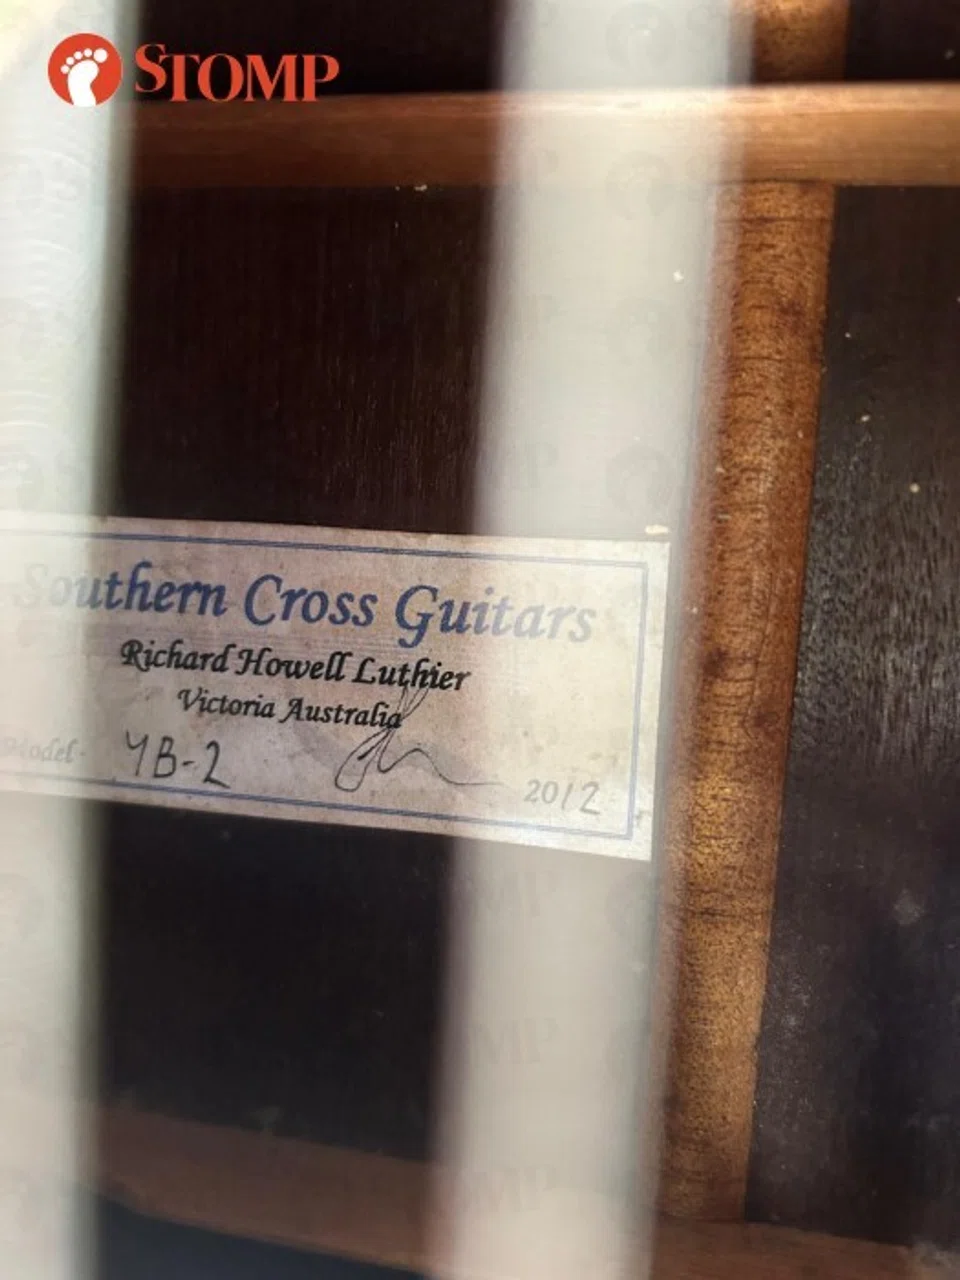 STOMP
Southern Cross Guitars
Richard Howell Luthier
Victoria Australia
Model- YB-2
2012